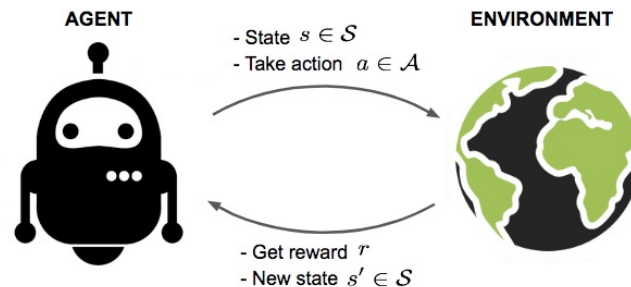 AGENT
ENVIRONMENT
- State s ∈ 𝒮
- Take action a ∈ 𝒜
- Get reward r
- New state s′ ∈ 𝒮